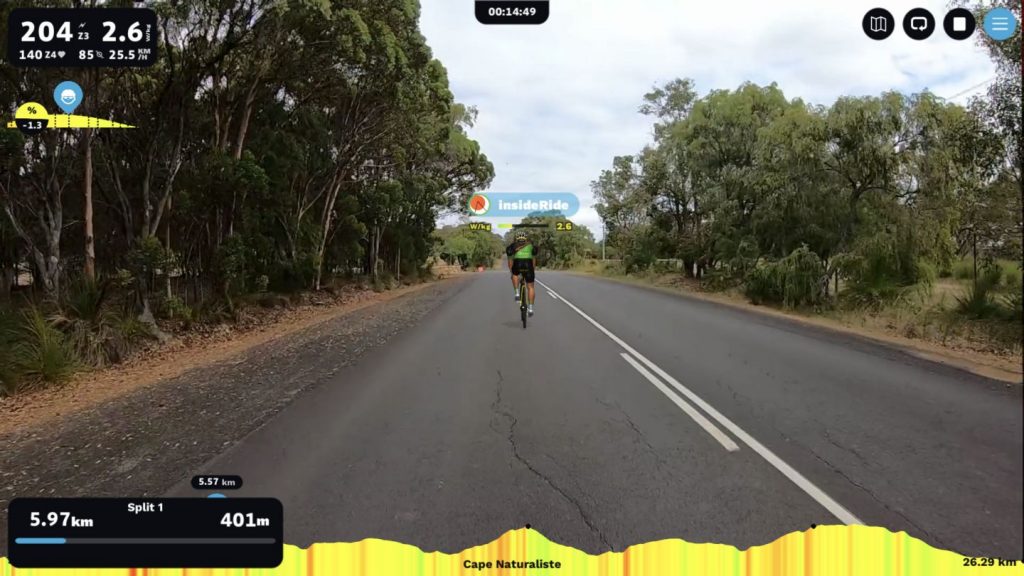 204 Z3 2.6
140 Z4 85 25.5 KM/H
00:14:49
%
-1.3
insideRide
W/kg 2.6
5.57 km
Split 1
5.97km 401m
Cape Naturaliste
26.29 km